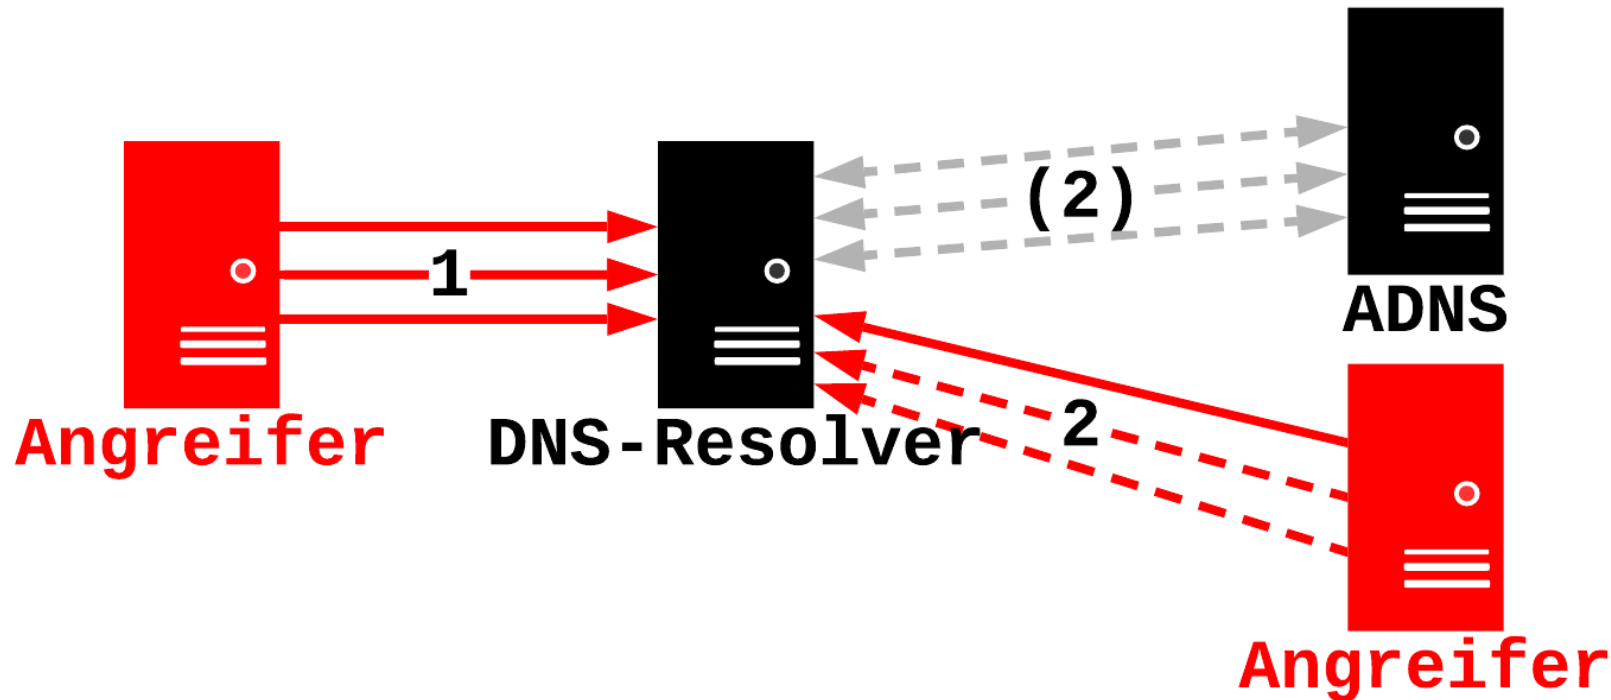 1
Angreifer
DNS-Resolver
(2)
ADNS
2
Angreifer